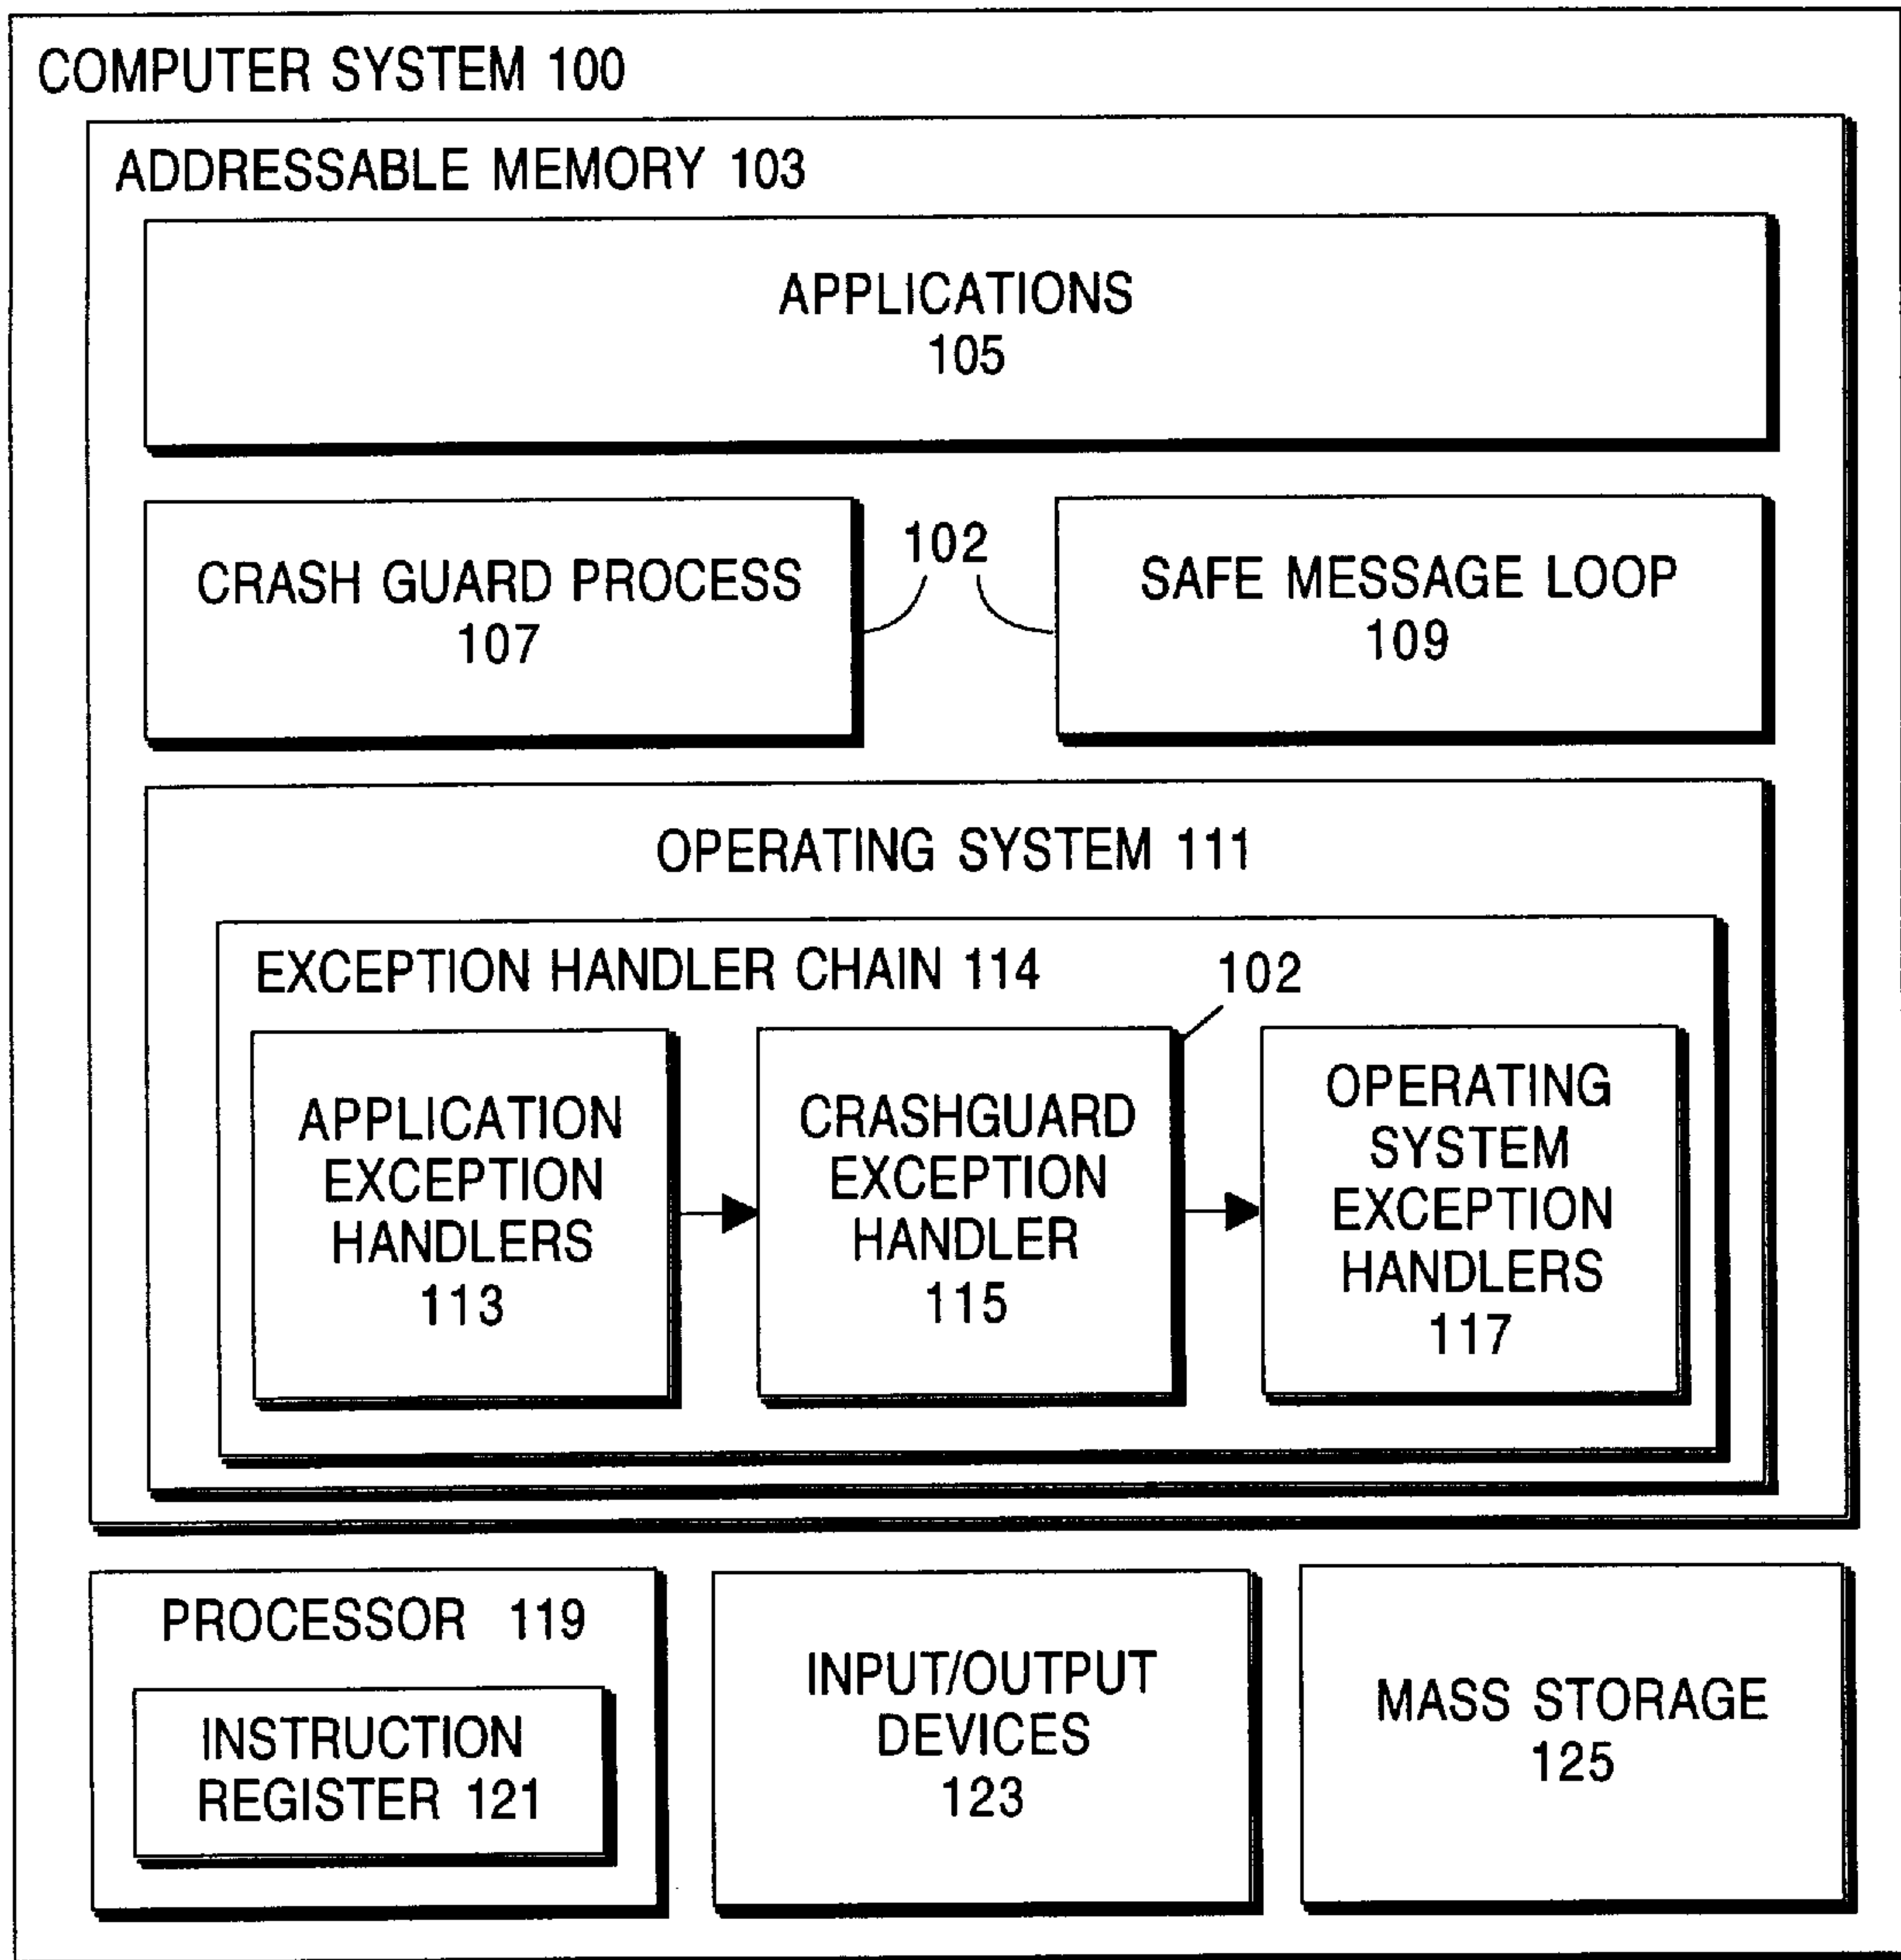 COMPUTER SYSTEM 100
ADDRESSABLE MEMORY 103
APPLICATIONS
105
CRASH GUARD PROCESS
107
102
SAFE MESSAGE LOOP
109
OPERATING SYSTEM 111
EXCEPTION HANDLER CHAIN 114
102
APPLICATION
EXCEPTION
HANDLERS
113
CRASHGUARD
EXCEPTION
HANDLER
115
OPERATING
SYSTEM
EXCEPTION
HANDLERS
117
PROCESSOR 119
INSTRUCTION
REGISTER 121
INPUT/OUTPUT
DEVICES
123
MASS STORAGE
125